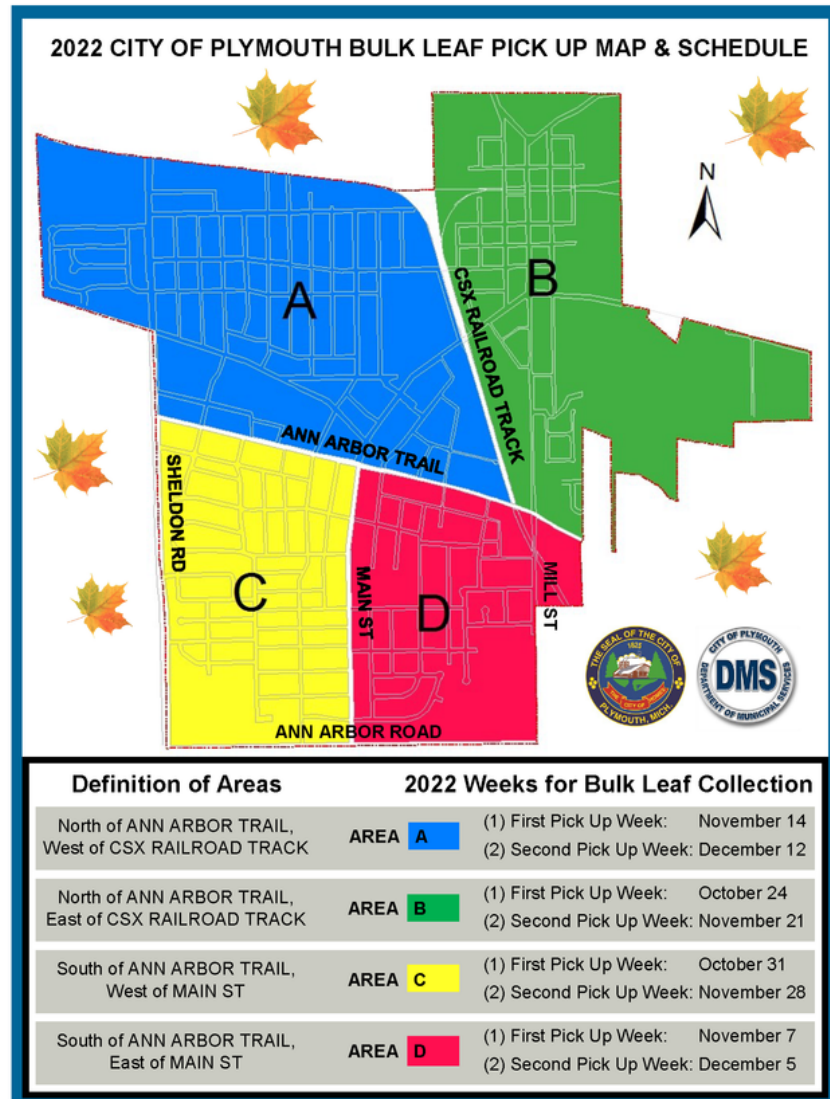 2022 CITY OF PLYMOUTH BULK LEAF PICK UP MAP & SCHEDULE
N
A
B
CSX RAILROAD TRACK
ANN ARBOR TRAIL
SHELDON RD
C
MAIN ST
D
MILL ST
THE SEAL OF THE CITY OF
1825
PLYMOUTH, MICH.
CITY OF PLYMOUTH
DMS
DEPARTMENT OF MUNICIPAL SERVICES
ANN ARBOR ROAD
Definition of Areas 2022 Weeks for Bulk Leaf Collection
North of ANN ARBOR TRAIL, (1) First Pick Up Week: November 14
West of CSX RAILROAD TRACK AREA A (2) Second Pick Up Week: December 12
North of ANN ARBOR TRAIL, (1) First Pick Up Week: October 24
East of CSX RAILROAD TRACK AREA B (2) Second Pick Up Week: November 21
South of ANN ARBOR TRAIL, (1) First Pick Up Week: October 31
West of MAIN ST AREA C (2) Second Pick Up Week: November 28
South of ANN ARBOR TRAIL, (1) First Pick Up Week: November 7
East of MAIN ST AREA D (2) Second Pick Up Week: December 5